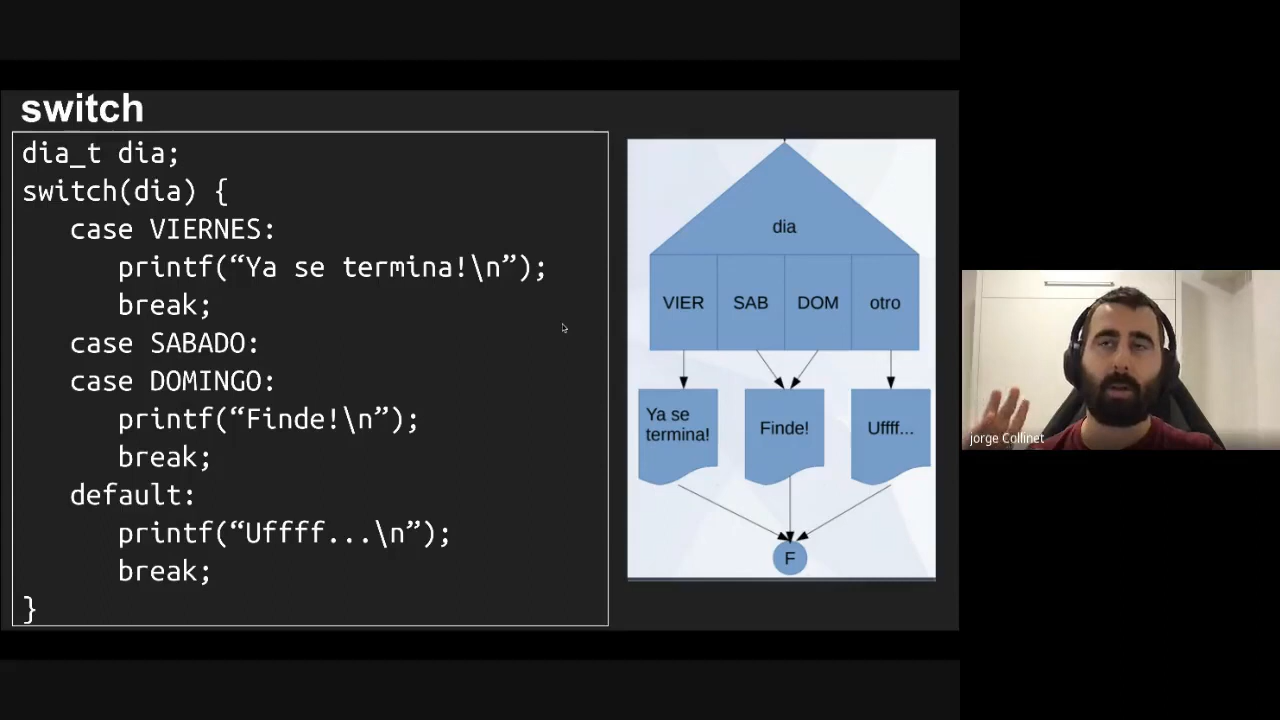 switch
dia_t dia;
switch(dia) {
case VIERNES:
printf(“Ya se termina!\n”);
break;
case SABADO:
case DOMINGO:
printf(“Finde!\n”);
break;
default:
printf(“Uffff...\n”);
break;
}
dia
VIER SAB DOM otro
Ya se
termina!
Finde!
Uffff...
F
jorge Collinet